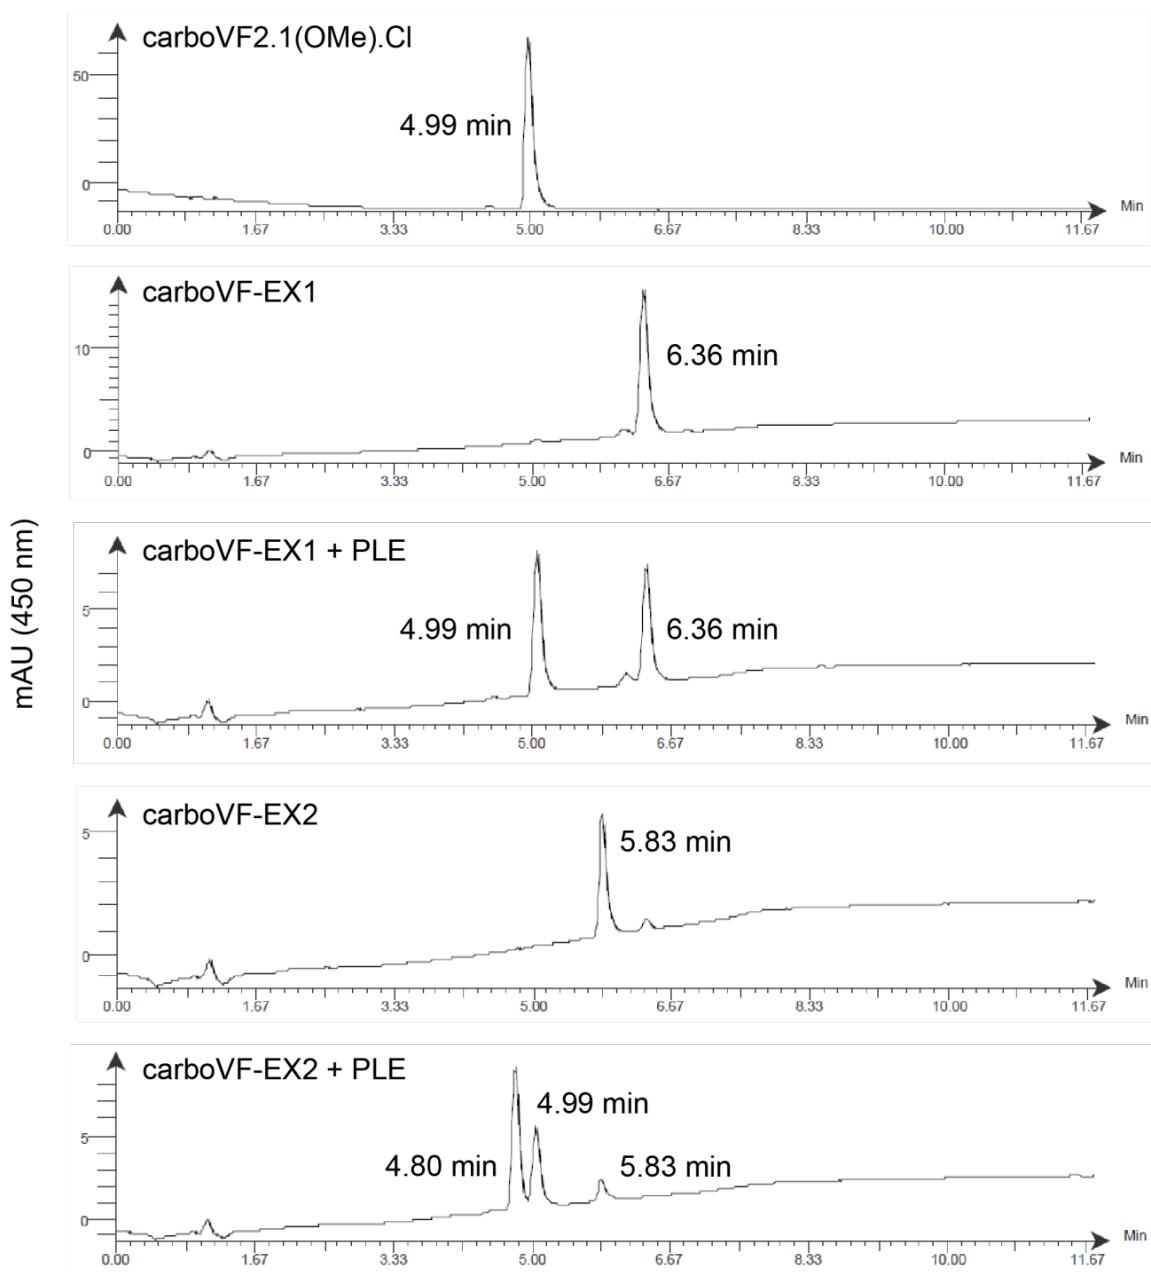 carboVF2.1(OMe).Cl
50
4.99 min
0
Min
0.00 1.67 3.33 5.00 6.67 8.33 10.00 11.67
carboVF-EX1
10
6.36 min
0
Min
0.00 1.67 3.33 5.00 6.67 8.33 10.00 11.67
mAU (450 nm)
carboVF-EX1 + PLE
5
4.99 min 6.36 min
0
Min
0.00 1.67 3.33 5.00 6.67 8.33 10.00 11.67
carboVF-EX2
5
5.83 min
0
Min
0.00 1.67 3.33 5.00 6.67 8.33 10.00 11.67
carboVF-EX2 + PLE
4.99 min
5
4.80 min 5.83 min
0
Min
0.00 1.67 3.33 5.00 6.67 8.33 10.00 11.67